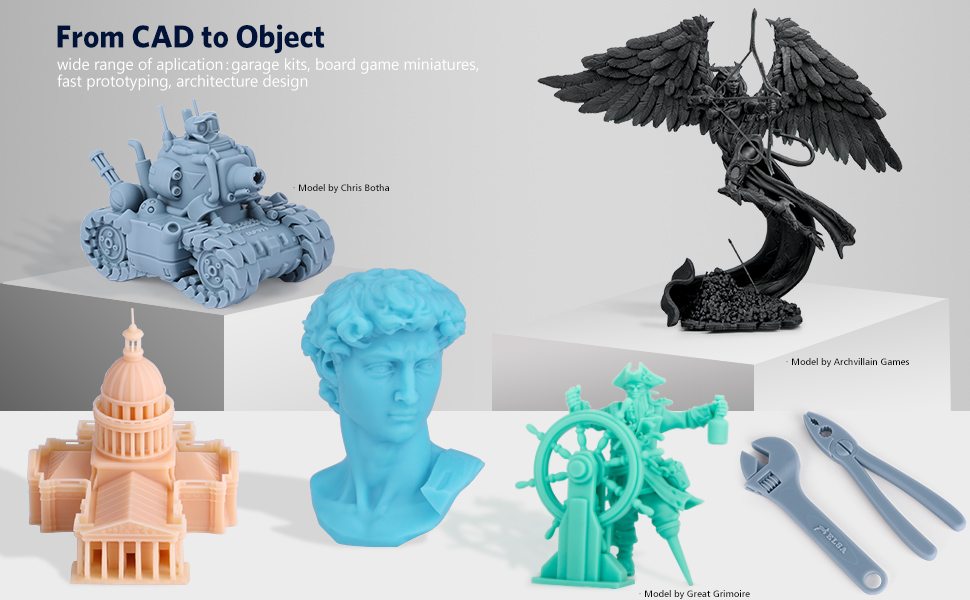 From CAD to Object
wide range of aplication: garage kits, board game miniatures,
fast prototyping, architecture design
· Model by Chris Botha
· Model by Archvillain Games
ELSA
· Model by Great Grimoire